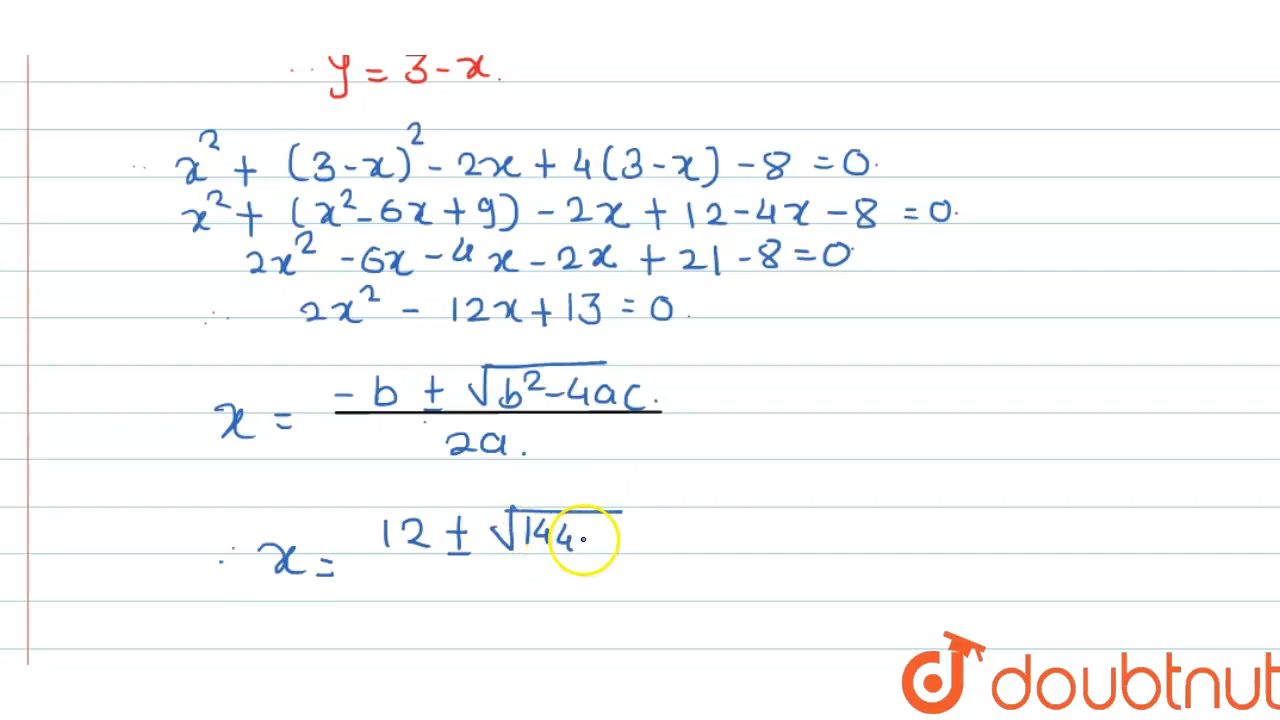 ∴ y = 3 - x.
∴ x² + (3 - x)² - 2x + 4(3 - x) - 8 = 0.
x² + (x² - 6x + 9) - 2x + 12 - 4x - 8 = 0.
2x² - 6x - 4x - 2x + 21 - 8 = 0.
∴ 2x² - 12x + 13 = 0.
x = (-b ± √(b² - 4ac.))/(2a.)
∴ x = 12 ± √144
doubtnut